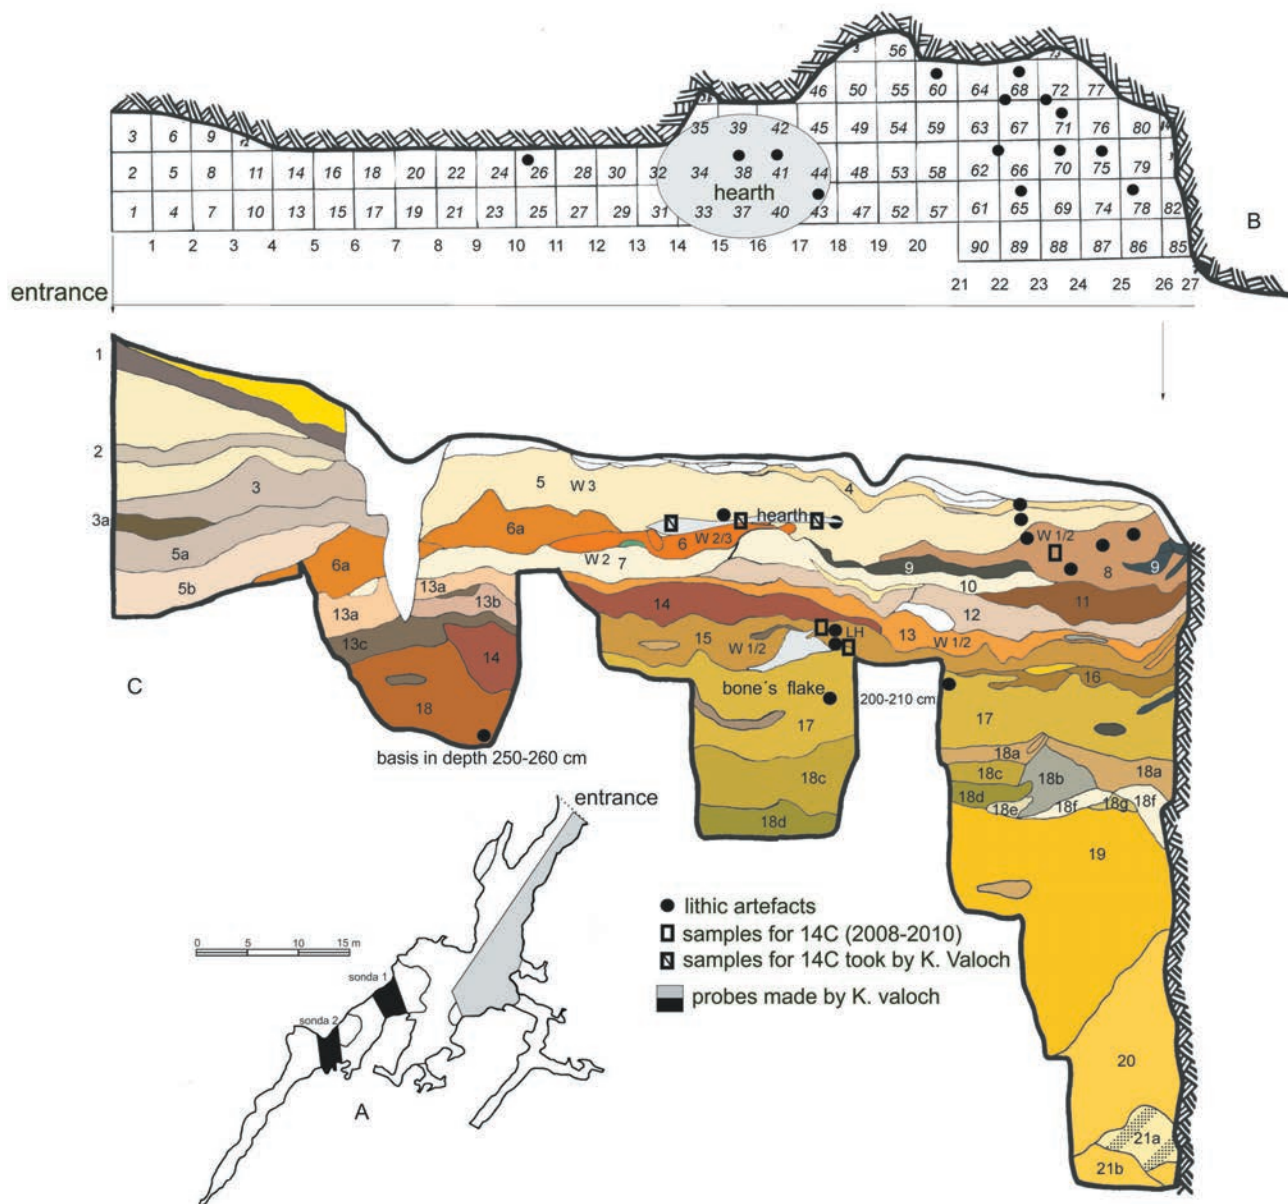 56
46 50 55 60 64 68 72 77
35 39 42 45 49 54 59 63 67 71 76 80
3 6 9
2 5 8 11 14 16 18 20 22 24 26 28 30 32 34 38 41 44 48 53 58 62 66 70 75 79
hearth
1 4 7 10 13 15 17 19 21 23 25 27 29 31 33 37 40 43 47 52 57 61 65 69 74 78 82
B
90 89 88 87 86 85
1 2 3 4 5 6 7 8 9 10 11 12 13 14 15 16 17 18 19 20
21 22 23 24 25 26 27
entrance
1
2
3
3a
5a
5b
6a
13a
13a
13b
13c
14
18
basis in depth 250-260 cm
C
5 W 3
4
hearth
6a
6 W 2/3
W 2 7
W 1/2
8
9
9
10
11
12
13 W 1/2
14
15 W 1/2
LH
bone´s flake
200-210 cm
16
17
17
18a
18a
18b
18c
18c
18d
18d
18e
18f
18g
18f
19
20
21a
21b
entrance
0 5 10 15 m
sonda 1
sonda 2
A
lithic artefacts
samples for 14C (2008-2010)
samples for 14C took by K. Valoch
probes made by K. valoch